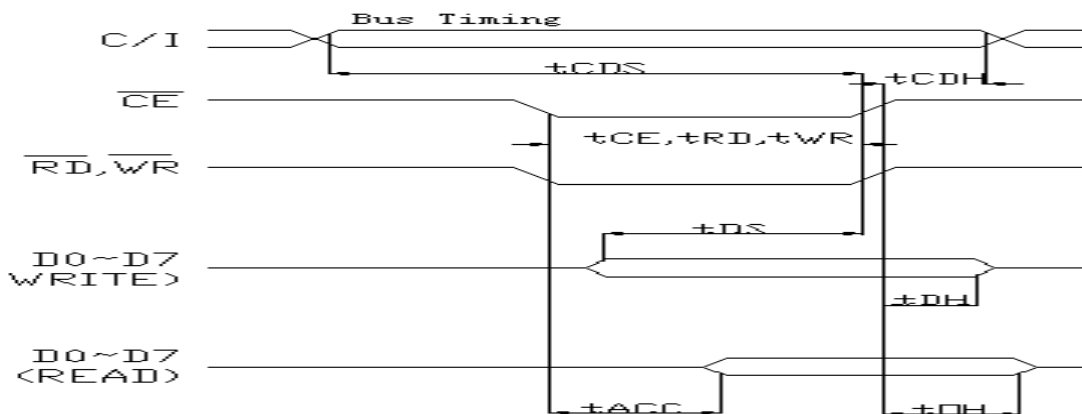 Bus Timing
C/I
tCDS
tCDH
CE
tCE,tRD,tWR
RD,WR
tDS
D0~D7
WRITE)
tDH
D0~D7
(READ)
tACC
tOH